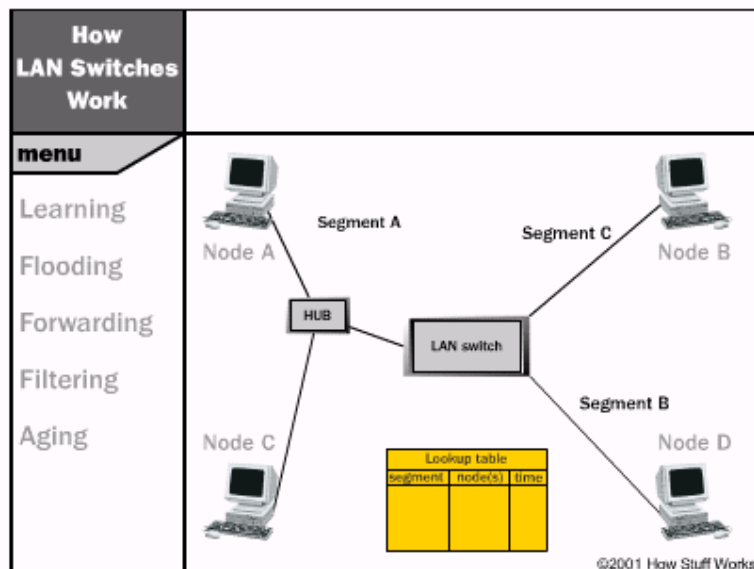 How
LAN Switches
Work
menu
Learning
Flooding
Forwarding
Filtering
Aging
Node A
Segment A
Segment C
Node B
HUB
LAN switch
Segment B
Node C
Node D
Lookup table
segment node(s) time
©2001 How Stuff Works